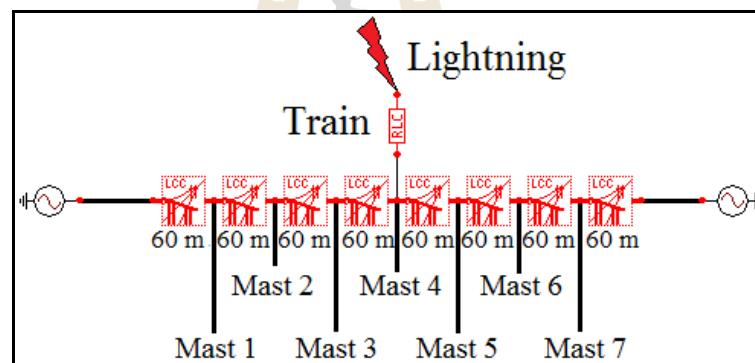 Lightning
Train
RLC
LCC LCC LCC LCC LCC LCC LCC LCC
60 m 60 m 60 m 60 m 60 m 60 m 60 m 60 m
Mast 2 Mast 4 Mast 6
Mast 1 Mast 3 Mast 5 Mast 7